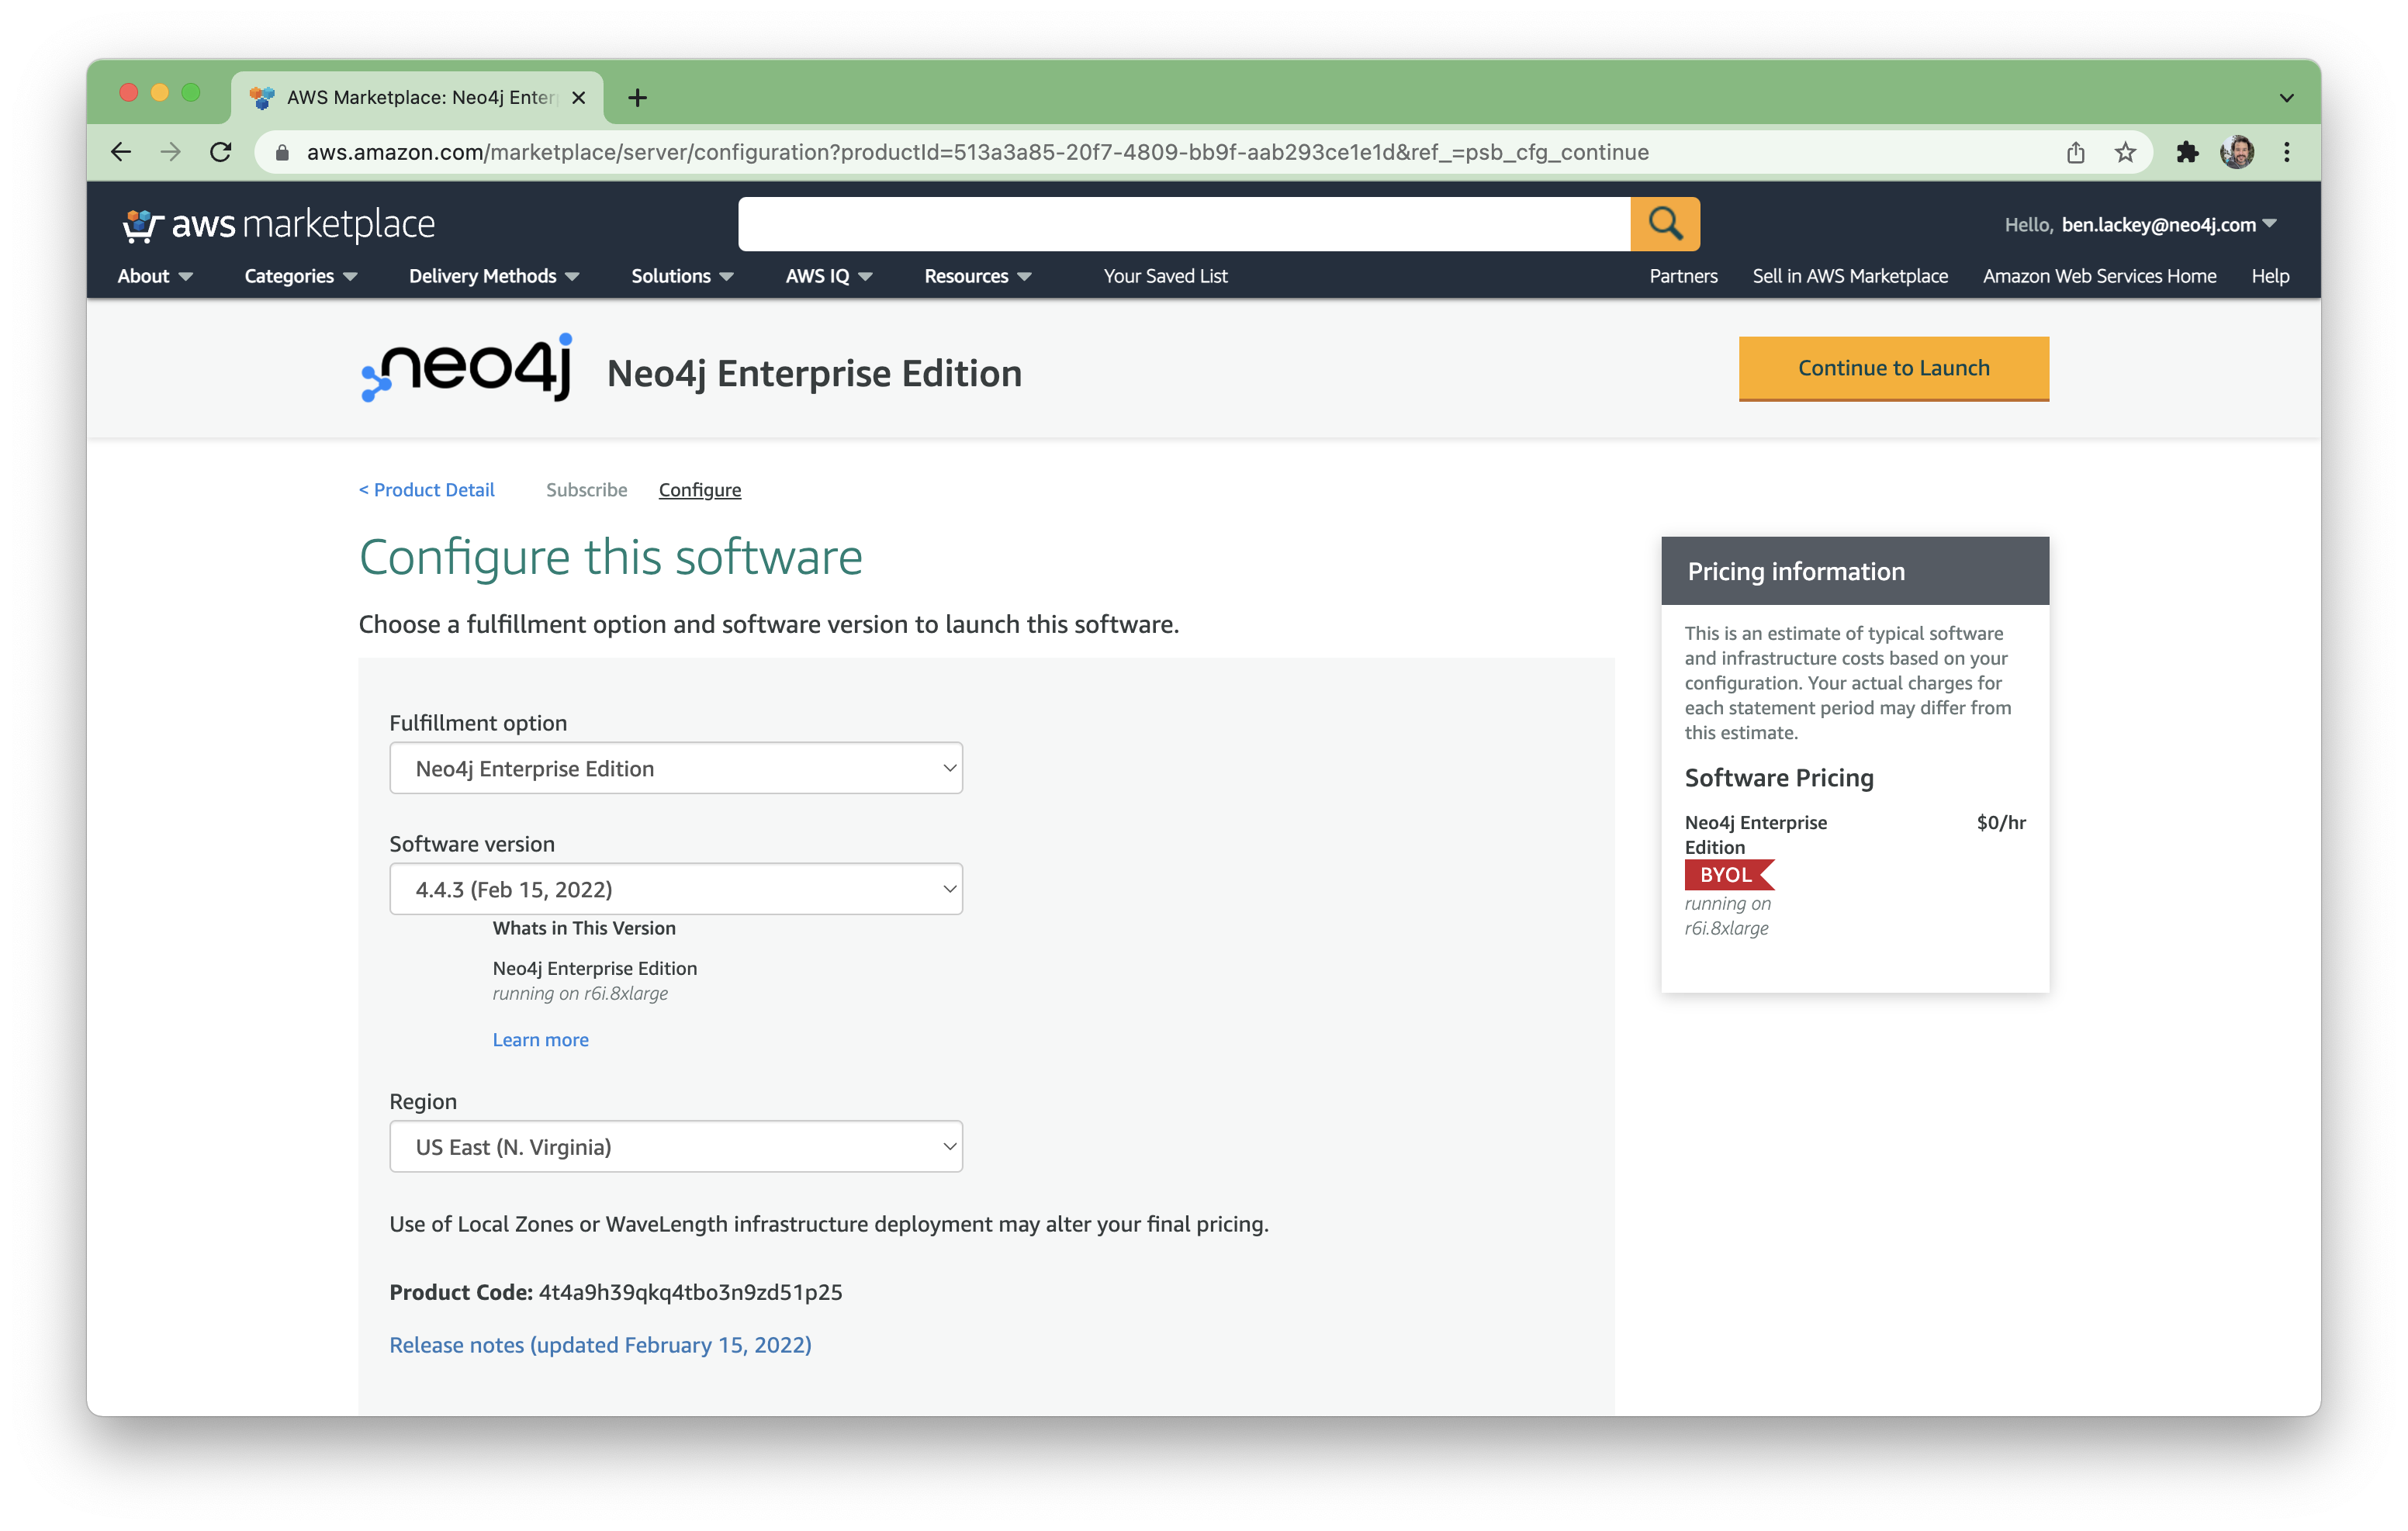 AWS Marketplace: Neo4j Enter
aws.amazon.com/marketplace/server/configuration?productId=513a3a85-20f7-4809-bb9f-aab293ce1e1d&ref_=psb_cfg_continue
aws marketplace
Hello, ben.lackey@neo4j.com
About Categories Delivery Methods Solutions AWS IQ Resources Your Saved List Partners Sell in AWS Marketplace Amazon Web Services Home Help
neo4j Neo4j Enterprise Edition
Continue to Launch
< Product Detail Subscribe Configure
Configure this software
Choose a fulfillment option and software version to launch this software.
Fulfillment option
Neo4j Enterprise Edition
Software version
4.4.3 (Feb 15, 2022)
Whats in This Version
Neo4j Enterprise Edition
running on r6i.8xlarge
Learn more
Region
US East (N. Virginia)
Use of Local Zones or WaveLength infrastructure deployment may alter your final pricing.
Product Code: 4t4a9h39qkq4tbo3n9zd51p25
Release notes (updated February 15, 2022)
Pricing information
This is an estimate of typical software
and infrastructure costs based on your
configuration. Your actual charges for
each statement period may differ from
this estimate.
Software Pricing
Neo4j Enterprise $0/hr
Edition
BYOL
running on
r6i.8xlarge